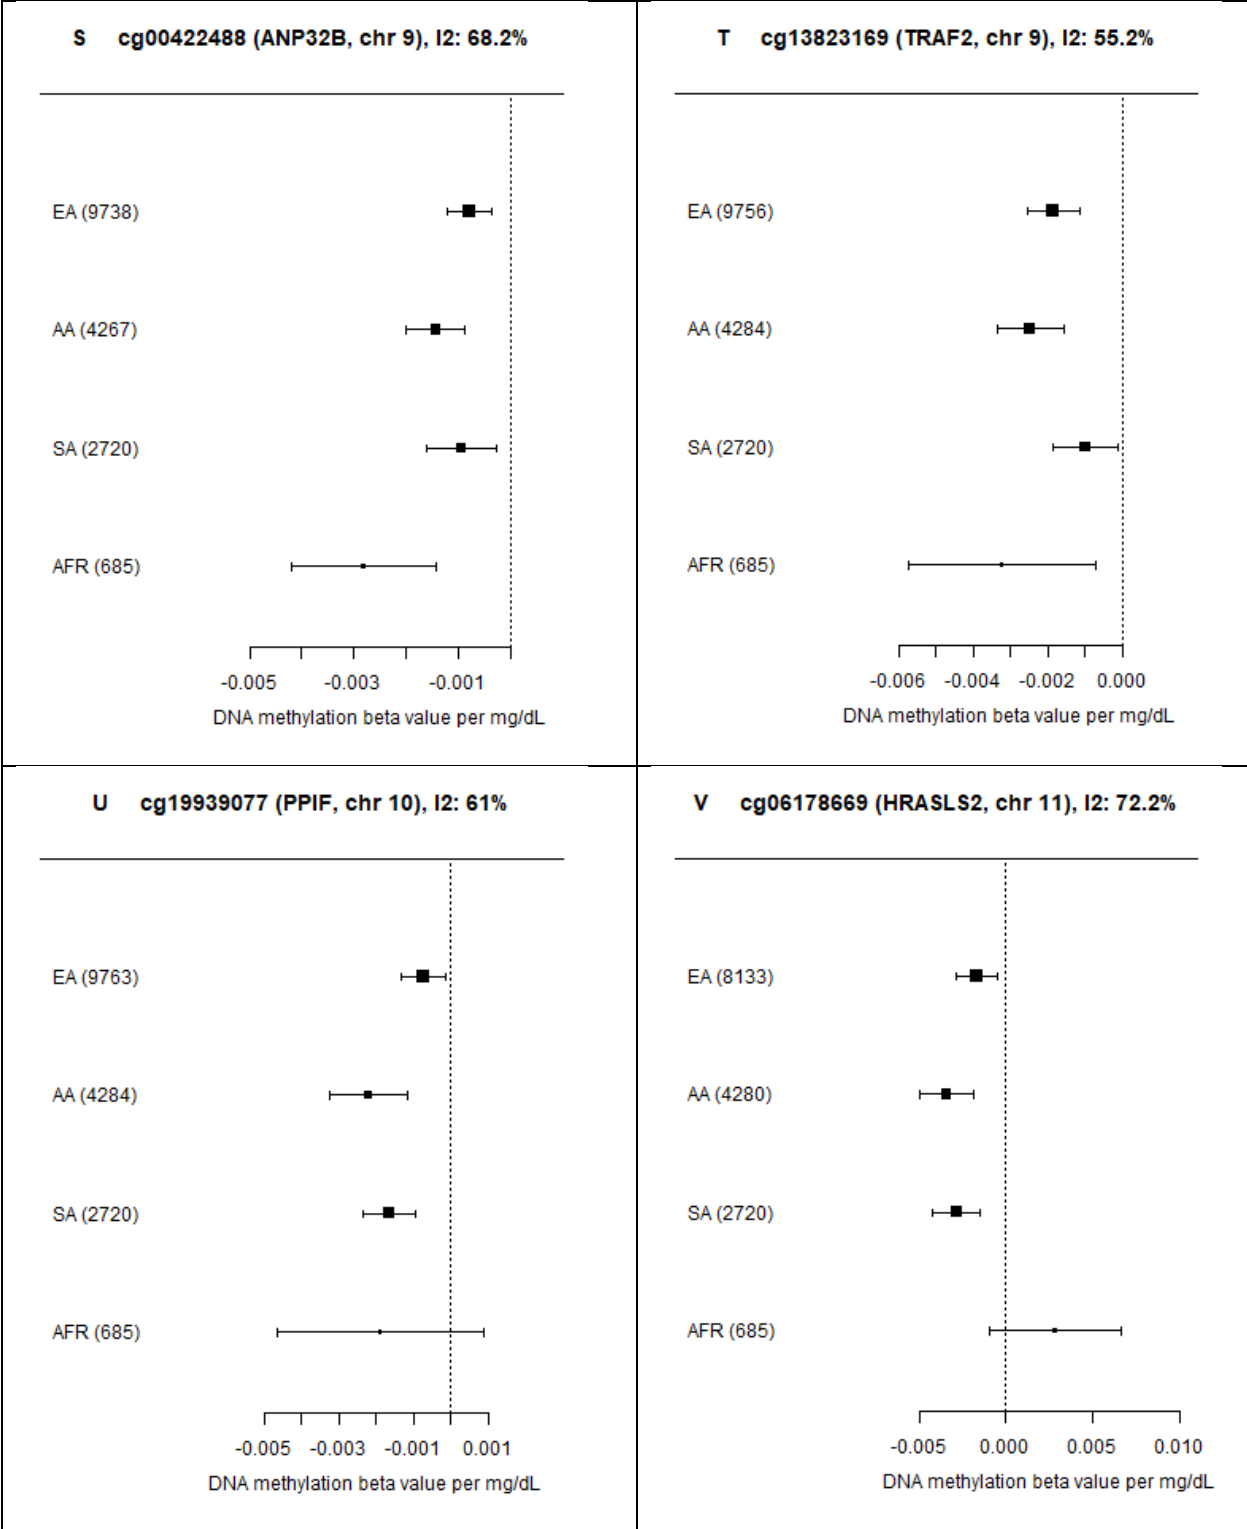 S cg00422488 (ANP32B, chr 9), I2: 68.2%
EA (9738)
AA (4267)
SA (2720)
AFR (685)
-0.005 -0.003 -0.001
DNA methylation beta value per mg/dL
T cg13823169 (TRAF2, chr 9), I2: 55.2%
EA (9756)
AA (4284)
SA (2720)
AFR (685)
-0.006 -0.004 -0.002 0.000
DNA methylation beta value per mg/dL
U cg19939077 (PPIF, chr 10), I2: 61%
EA (9763)
AA (4284)
SA (2720)
AFR (685)
-0.005 -0.003 -0.001 0.001
DNA methylation beta value per mg/dL
V cg06178669 (HRASLS2, chr 11), I2: 72.2%
EA (8133)
AA (4280)
SA (2720)
AFR (685)
-0.005 0.000 0.005 0.010
DNA methylation beta value per mg/dL